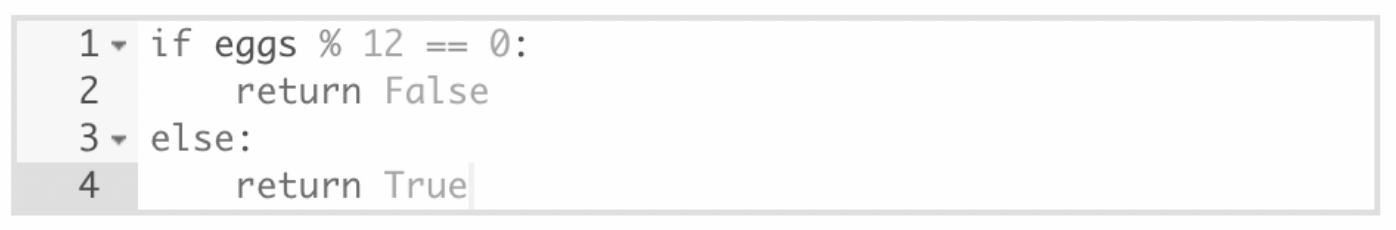 1 if eggs % 12 == 0:
2     return False
3 else:
4     return True